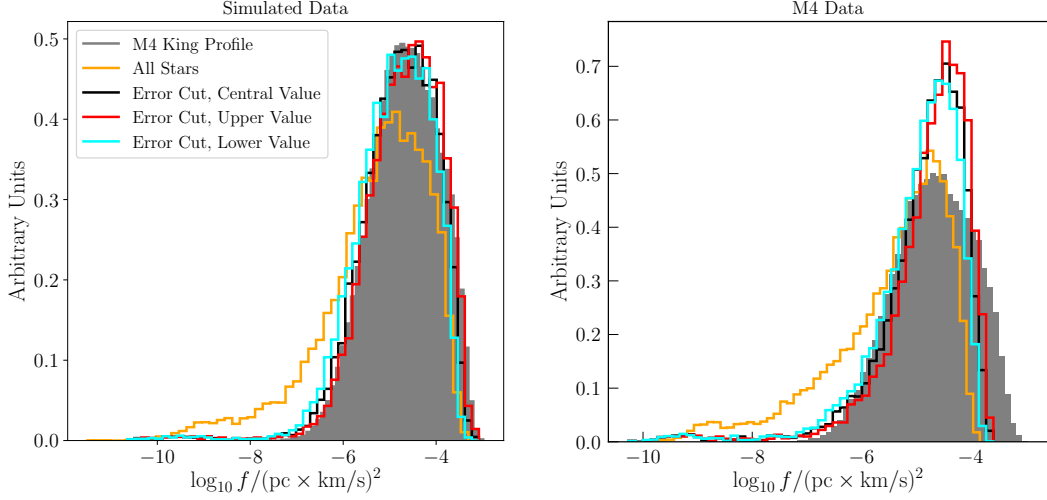 Simulated Data
M4 King Profile
All Stars
Error Cut, Central Value
Error Cut, Upper Value
Error Cut, Lower Value
Arbitrary Units
0.5
0.4
0.3
0.2
0.1
0.0
−10
−8
−6
−4
log₁₀ f/(pc × km/s)²
M4 Data
Arbitrary Units
0.7
0.6
0.5
0.4
0.3
0.2
0.1
0.0
−10
−8
−6
−4
log₁₀ f/(pc × km/s)²